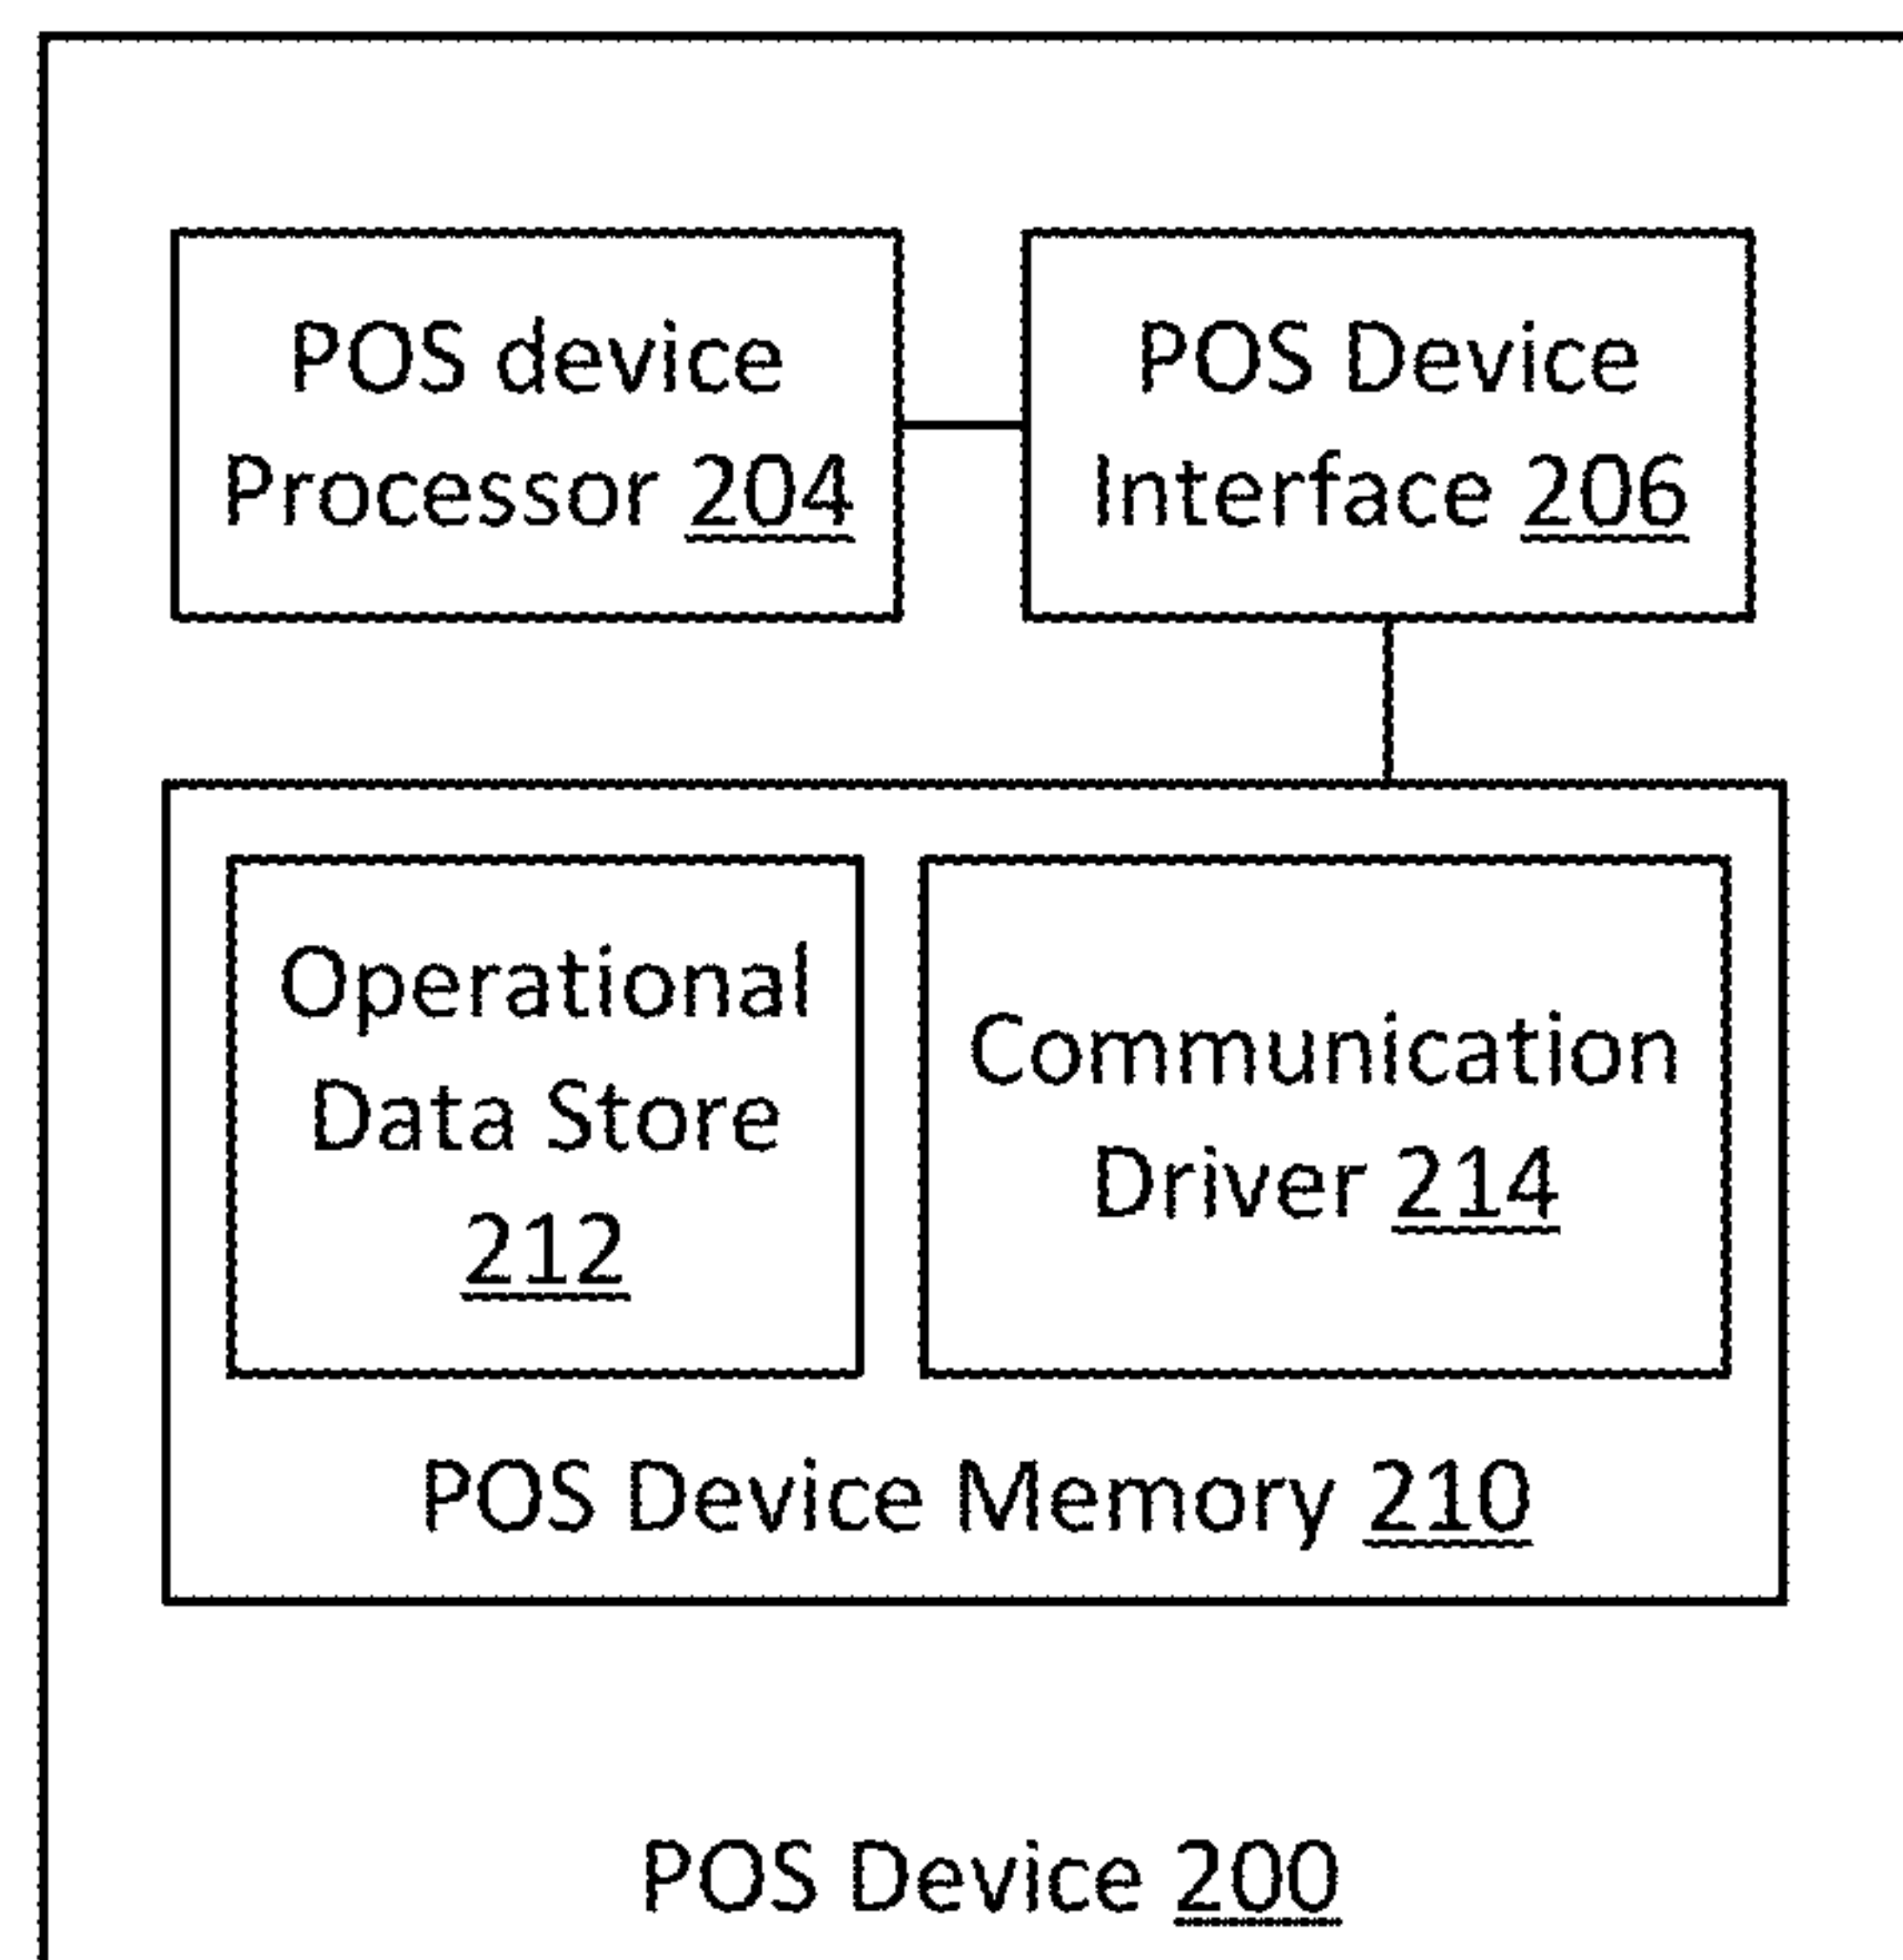 POS device
Processor 204
POS Device
Interface 206
Operational
Data Store
212
Communication
Driver 214
POS Device Memory 210
POS Device 200